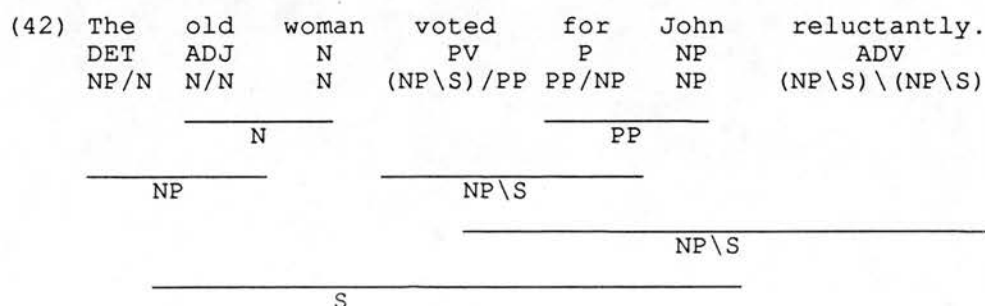 (42) The old woman voted for John reluctantly.
DET ADJ N PV P NP ADV
NP/N N/N N (NP\S)/PP PP/NP NP (NP\S)\(NP\S)
N PP
NP NP\S
NP\S
S